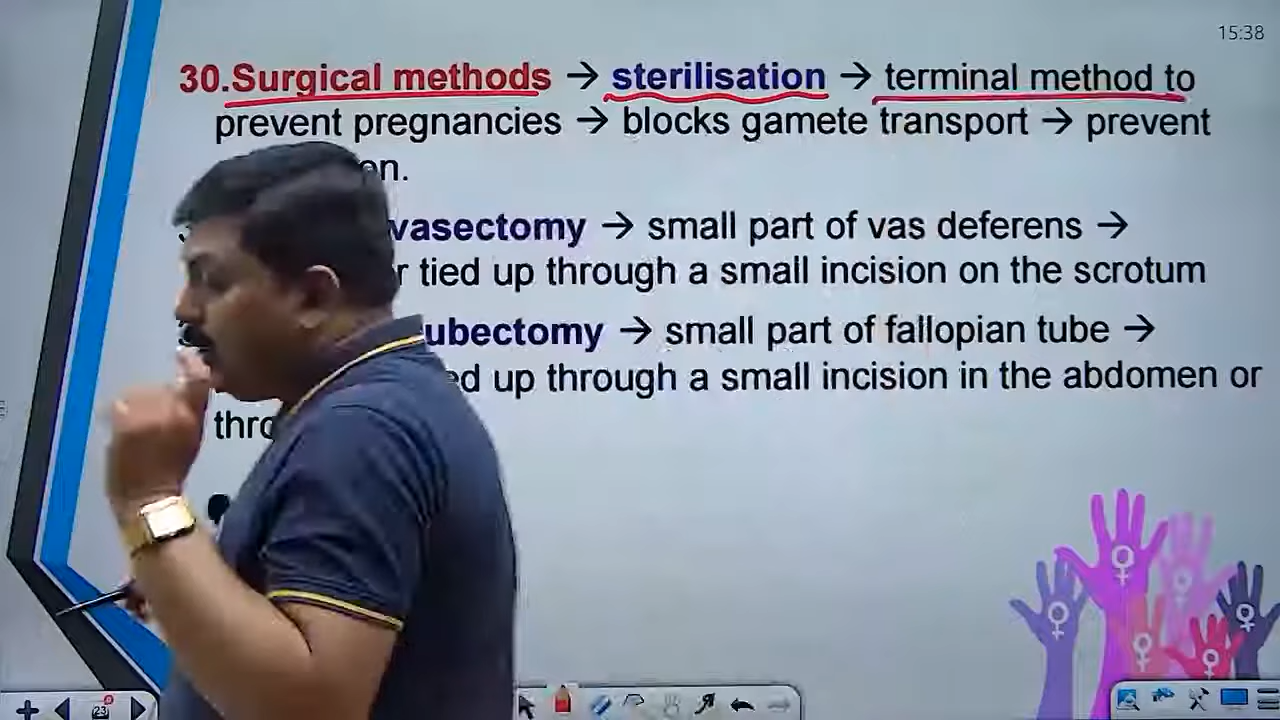 15:38
30.Surgical methods → sterilisation → terminal method to
prevent pregnancies → blocks gamete transport → prevent
on.
vasectomy → small part of vas deferens →
r tied up through a small incision on the scrotum
ubectomy → small part of fallopian tube →
ed up through a small incision in the abdomen or
thro
23